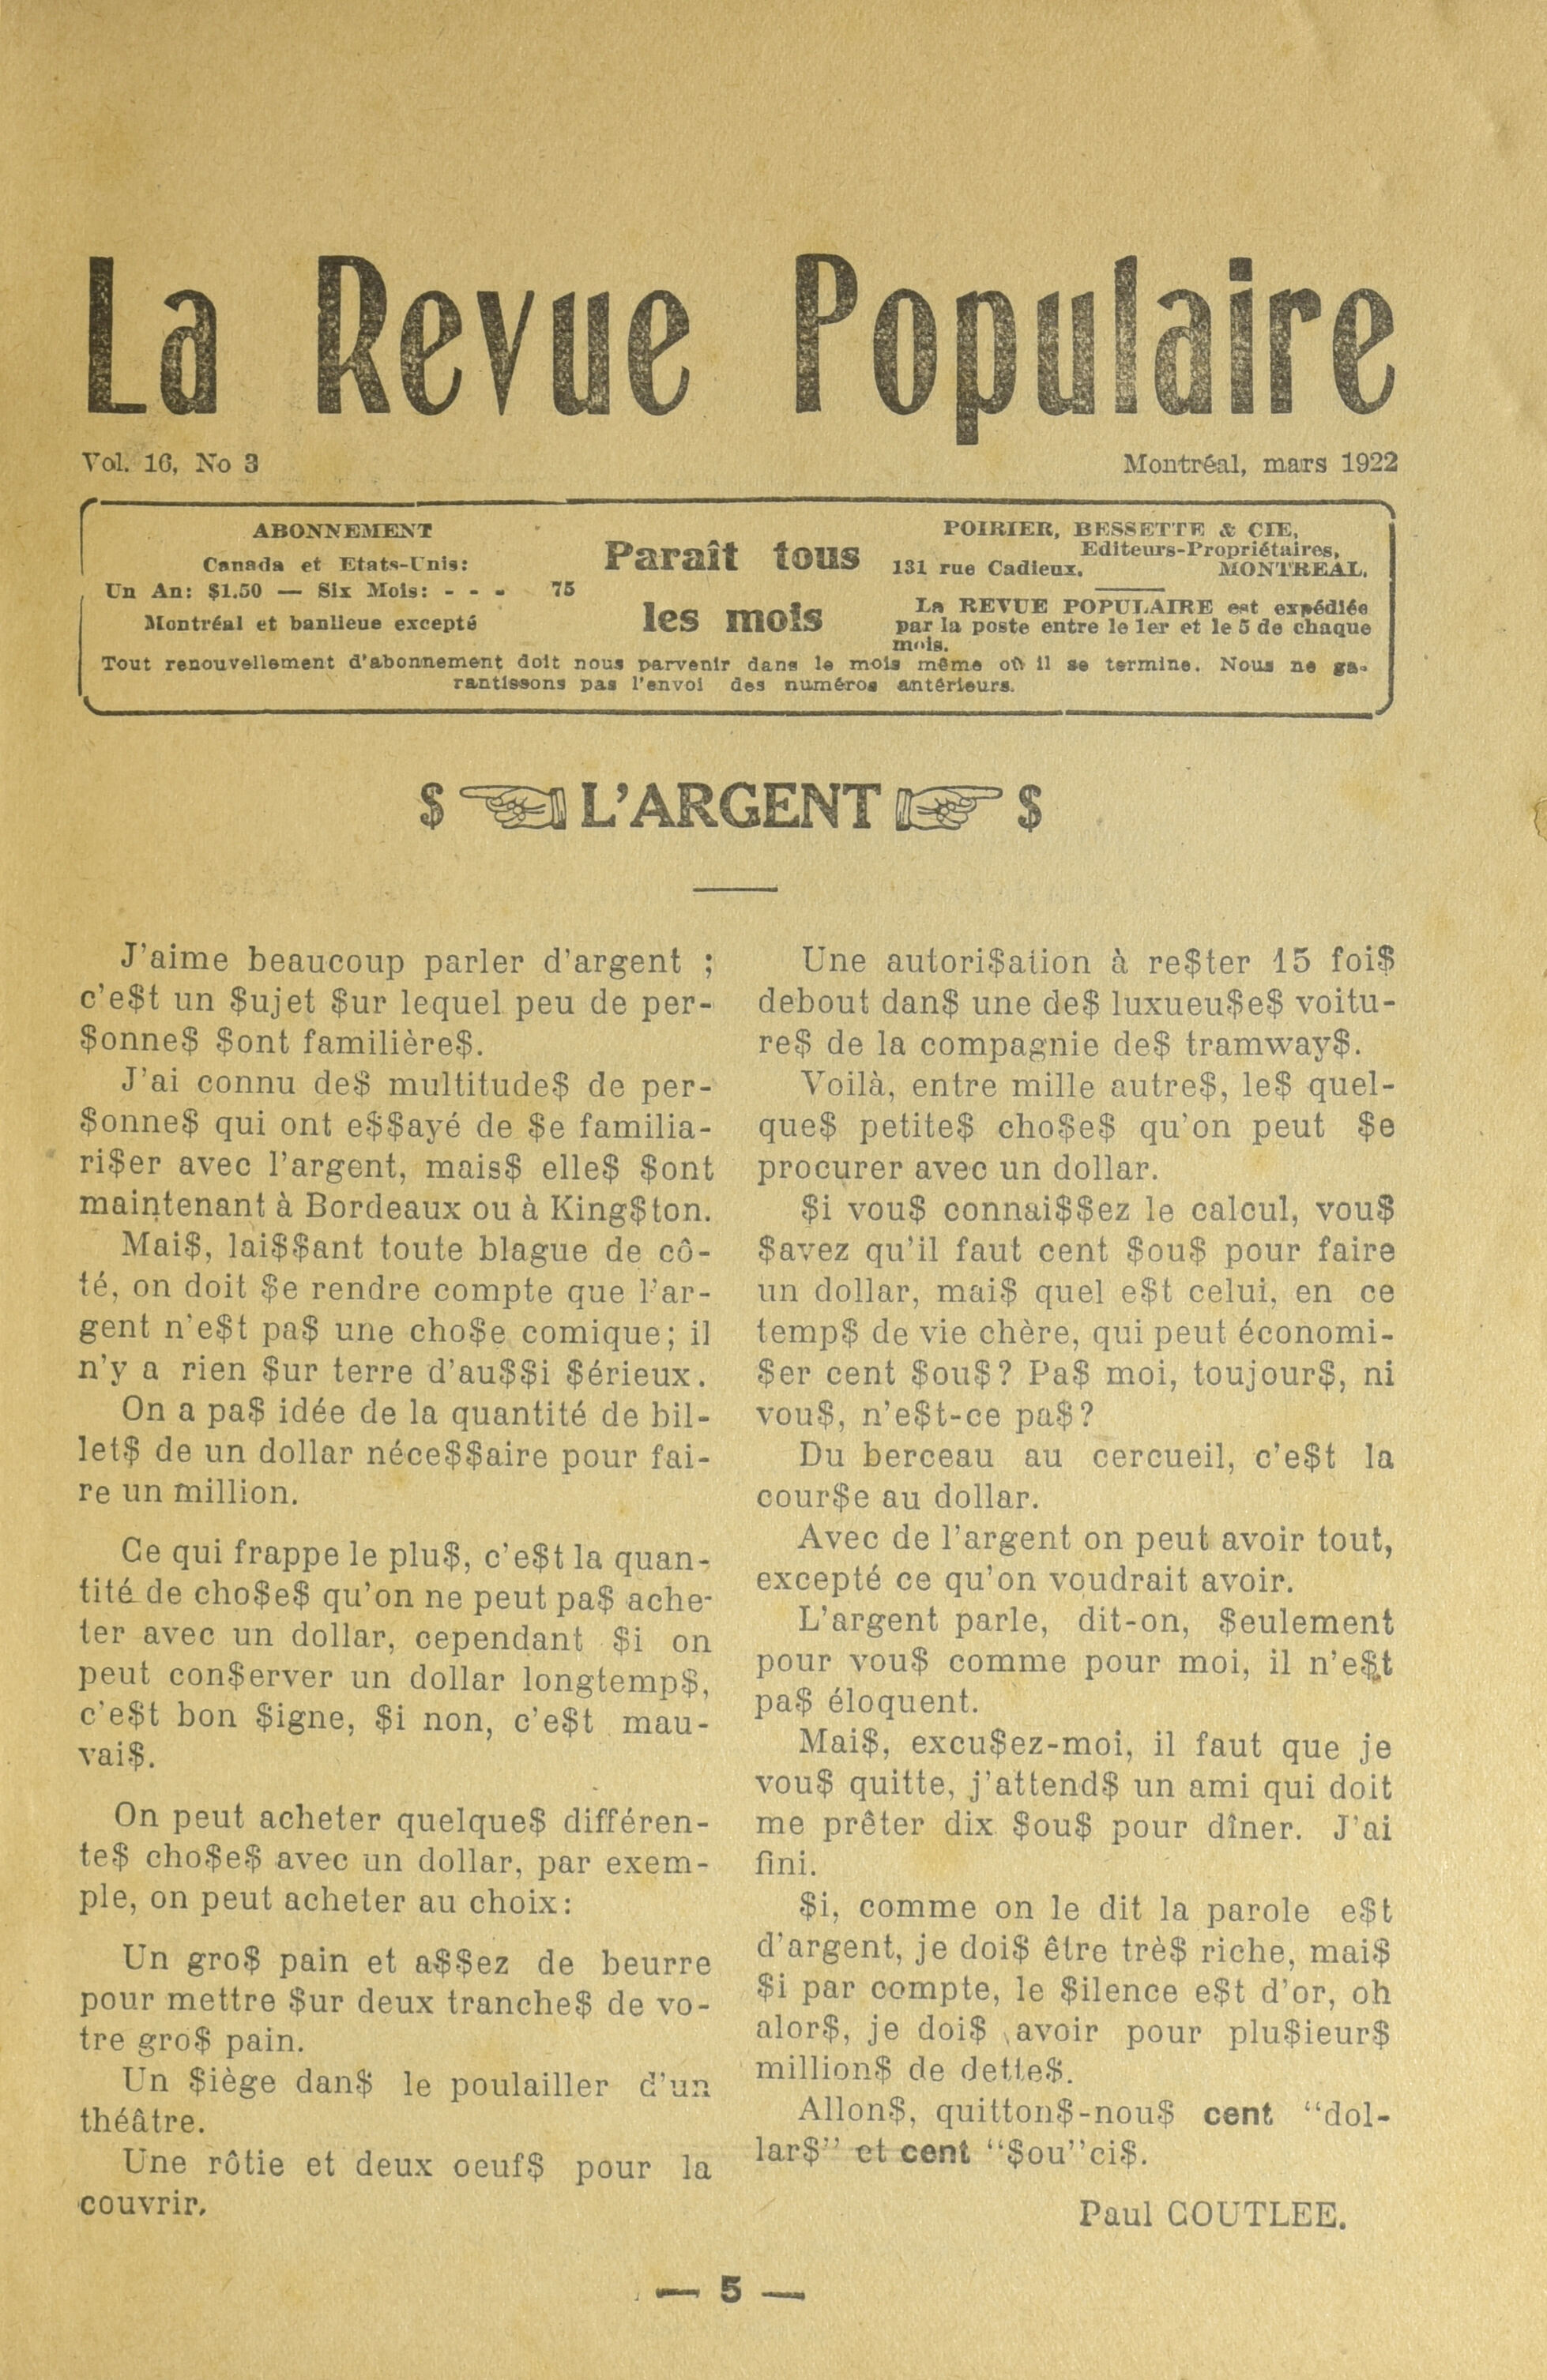 La Revue Populaire
Vol. 16, No 3
Montréal, mars 1922
ABONNEMENT
Canada et Etats-Unis:
Un An: $1.50 — Six Mois: - - - 75
Montréal et banlieue excepté
Paraît tous
les mois
POIRIER, BESSETTE & CIE,
Editeurs-Propriétaires,
131 rue Cadieux. MONTREAL.
La REVUE POPULAIRE est expédiée
par la poste entre le 1er et le 5 de chaque
mois.
Tout renouvellement d'abonnement doit nous parvenir dans le mois même où il se termine. Nous ne ga-
rantissons pas l'envoi des numéros antérieurs.
$ L'ARGENT $
J'aime beaucoup parler d'argent ;
c'e$t un $ujet $ur lequel peu de per-
$onne$ $ont familière$.
J'ai connu de$ multitude$ de per-
$onne$ qui ont e$$ayé de $e familia-
ri$er avec l'argent, mais$ elle$ $ont
maintenant à Bordeaux ou à King$ton.
Mai$, lai$$ant toute blague de cô-
té, on doit $e rendre compte que l'ar-
gent n'e$t pa$ une cho$e comique; il
n'y a rien $ur terre d'au$$i $érieux.
On a pa$ idée de la quantité de bil-
let$ de un dollar néce$$aire pour fai-
re un million.
Ce qui frappe le plu$, c'e$t la quan-
tité de cho$e$ qu'on ne peut pa$ ache-
ter avec un dollar, cependant $i on
peut con$erver un dollar longtemp$,
c'e$t bon $igne, $i non, c'e$t mau-
vai$.
On peut acheter quelque$ différen-
te$ cho$e$ avec un dollar, par exem-
ple, on peut acheter au choix:
Un gro$ pain et a$$ez de beurre
pour mettre $ur deux tranche$ de vo-
tre gro$ pain.
Un $iège dan$ le poulailler d'un
théâtre.
Une rôtie et deux oeuf$ pour la
couvrir.
Une autori$ation à re$ter 15 foi$
debout dan$ une de$ luxueu$e$ voitu-
re$ de la compagnie de$ tramway$.
Voilà, entre mille autre$, le$ quel-
que$ petite$ cho$e$ qu'on peut $e
procurer avec un dollar.
$i vou$ connai$$ez le calcul, vou$
$avez qu'il faut cent $ou$ pour faire
un dollar, mai$ quel e$t celui, en ce
temp$ de vie chère, qui peut économi-
$er cent $ou$? Pa$ moi, toujour$, ni
vou$, n'e$t-ce pa$?
Du berceau au cercueil, c'e$t la
cour$e au dollar.
Avec de l'argent on peut avoir tout,
excepté ce qu'on voudrait avoir.
L'argent parle, dit-on, $eulement
pour vou$ comme pour moi, il n'e$t
pa$ éloquent.
Mai$, excu$ez-moi, il faut que je
vou$ quitte, j'attend$ un ami qui doit
me prêter dix $ou$ pour dîner. J'ai
fini.
$i, comme on le dit la parole e$t
d'argent, je doi$ être trè$ riche, mai$
$i par compte, le $ilence e$t d'or, oh
alor$, je doi$ avoir pour plu$ieur$
million$ de dette$.
Allon$, quitton$-nou$ cent "dol-
lar$" et cent "$ou"ci$.
Paul COUTLEE.
— 5 —